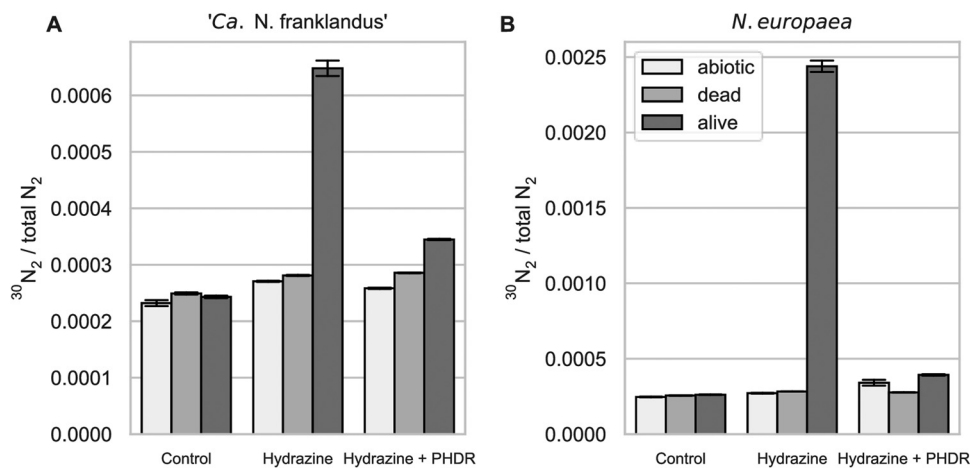 A
'Ca. N. franklandus'
³⁰N₂ / total N₂
0.0006
0.0005
0.0004
0.0003
0.0002
0.0001
0.0000
Control
Hydrazine
Hydrazine + PHDR
B
N. europaea
³⁰N₂ / total N₂
0.0025
0.0020
0.0015
0.0010
0.0005
0.0000
abiotic
dead
alive
Control
Hydrazine
Hydrazine + PHDR